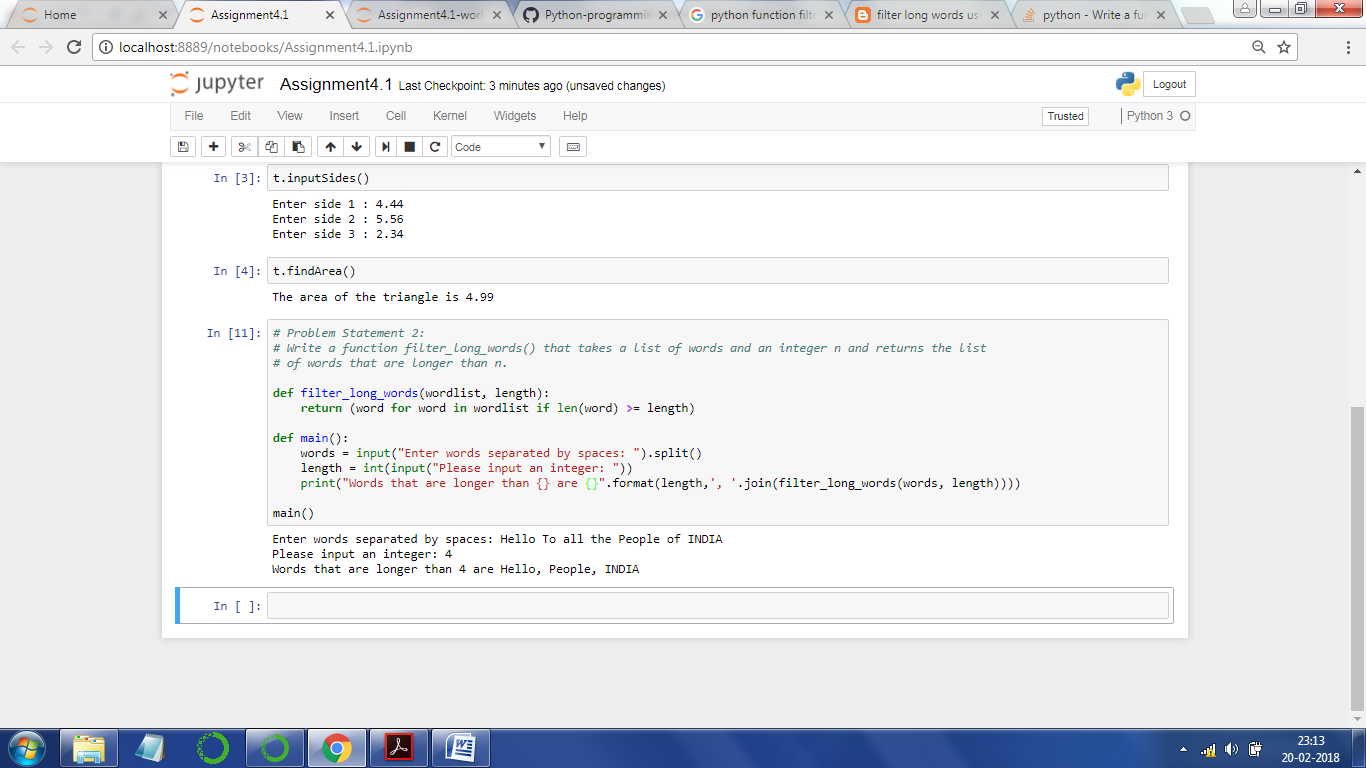 Home
Assignment4.1
Assignment4.1-wor
Python-programmin
python function filte
filter long words us
python - Write a fun
localhost:8889/notebooks/Assignment4.1.ipynb
jupyter Assignment4.1 Last Checkpoint: 3 minutes ago (unsaved changes)
Logout
File Edit View Insert Cell Kernel Widgets Help
Trusted
Python 3
Code
In [3]: t.inputSides()
Enter side 1 : 4.44
Enter side 2 : 5.56
Enter side 3 : 2.34
In [4]: t.findArea()
The area of the triangle is 4.99
In [11]: # Problem Statement 2:
# Write a function filter_long_words() that takes a list of words and an integer n and returns the list
# of words that are longer than n.
def filter_long_words(wordlist, length):
    return (word for word in wordlist if len(word) >= length)
def main():
    words = input("Enter words separated by spaces: ").split()
    length = int(input("Please input an integer: "))
    print("Words that are longer than {} are {}".format(length,', '.join(filter_long_words(words, length))))
main()
Enter words separated by spaces: Hello To all the People of INDIA
Please input an integer: 4
Words that are longer than 4 are Hello, People, INDIA
In [ ]:
23:13
20-02-2018